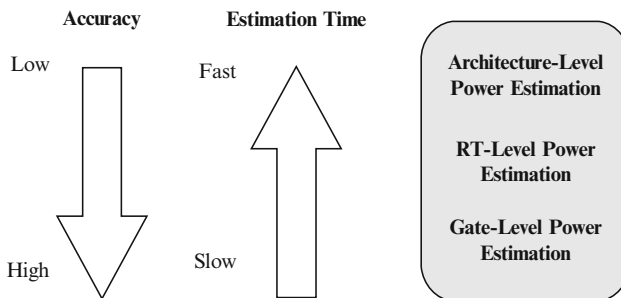 Accuracy
Estimation Time
Low
Fast
High
Slow
Architecture-Level
Power Estimation
RT-Level Power
Estimation
Gate-Level Power
Estimation